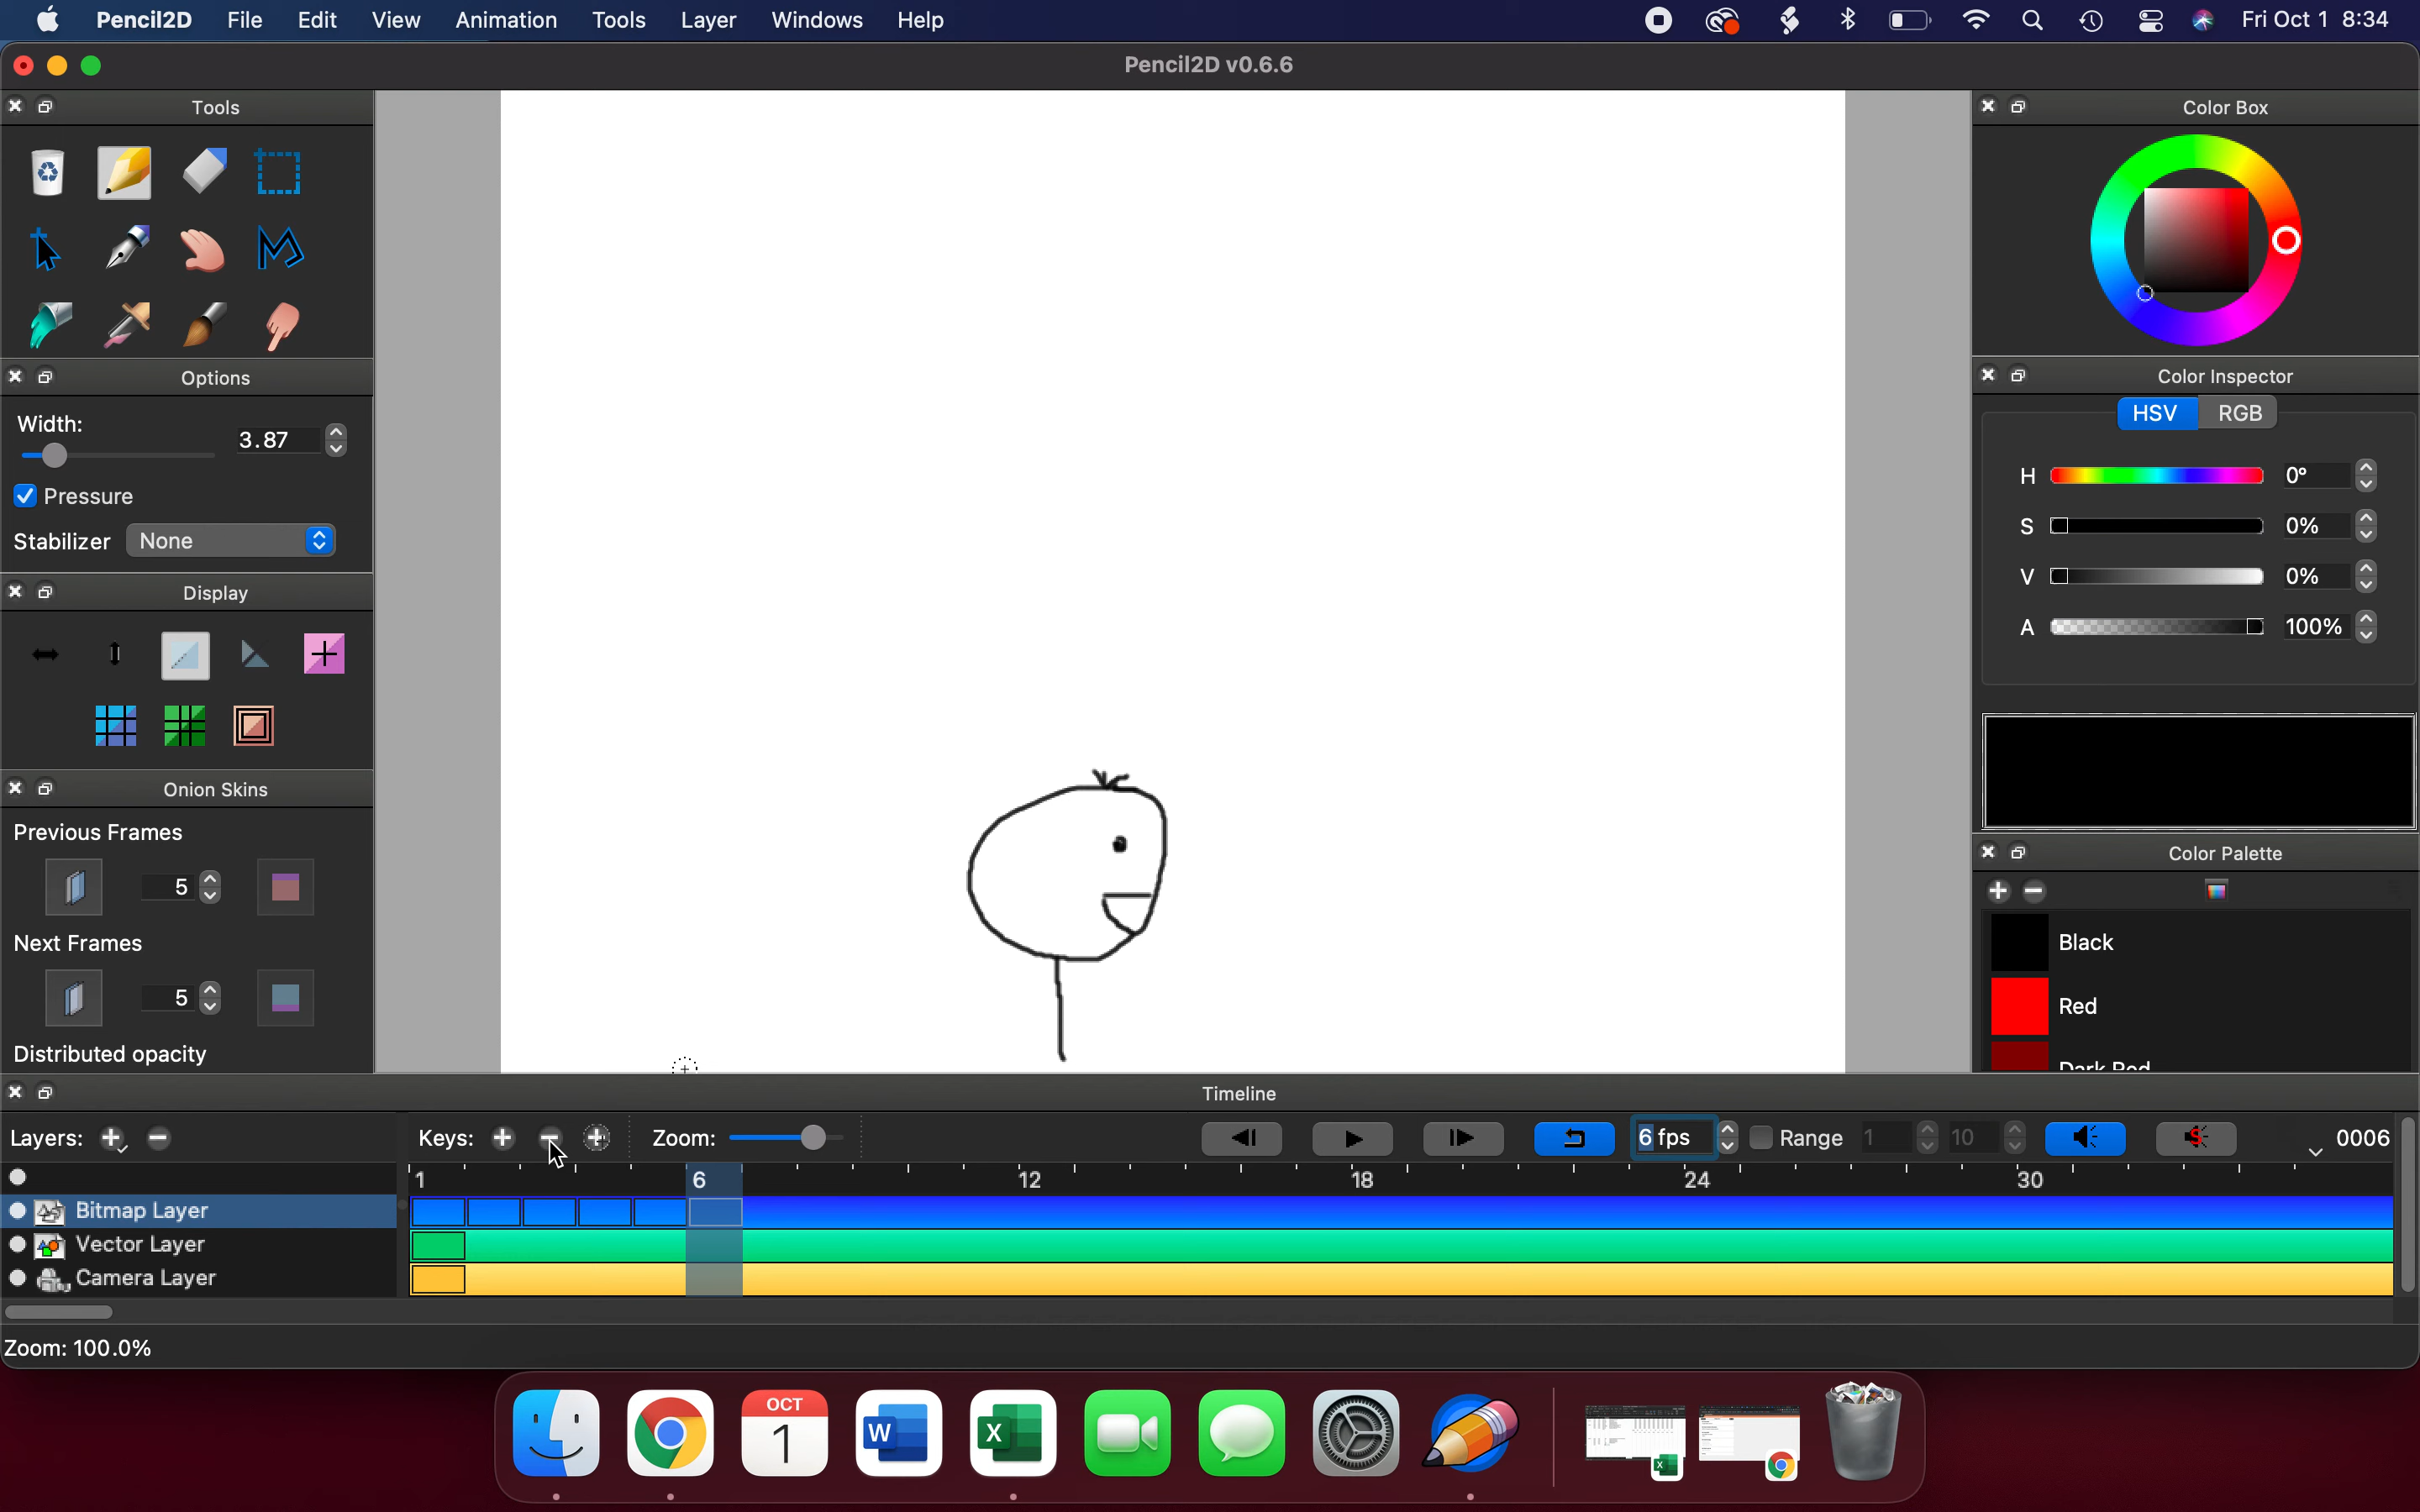 Pencil2D File Edit View Animation Tools Layer Windows Help Fri Oct 1 8:34
Pencil2D v0.6.6
Tools
Color Box
Options
Color Inspector
Width:
3.87
HSV RGB
H 0°
Pressure
S 0%
Stabilizer None
V 0%
Display
A 100%
Onion Skins
Previous Frames
Color Palette
5
Next Frames
Black
5
Red
Distributed opacity
Dark Red
Timeline
Layers: Keys: Zoom: 6 fps Range 1 10 0006
1 6 12 18 24 30
Bitmap Layer
Vector Layer
Camera Layer
Zoom: 100.0%
OCT
1
W
X
X